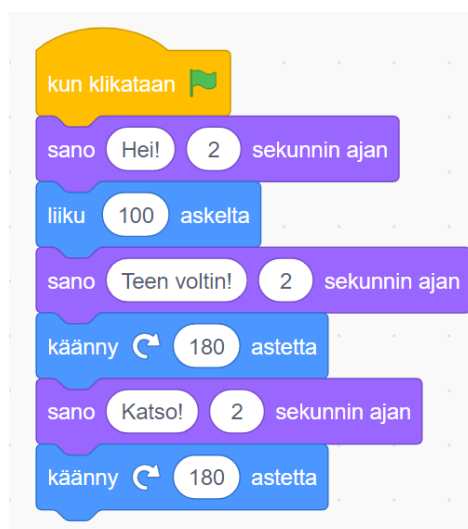 kun klikataan
sano Hei! 2 sekunnin ajan
liiku 100 askelta
sano Teen voltin! 2 sekunnin ajan
käänny 180 astetta
sano Katso! 2 sekunnin ajan
käänny 180 astetta